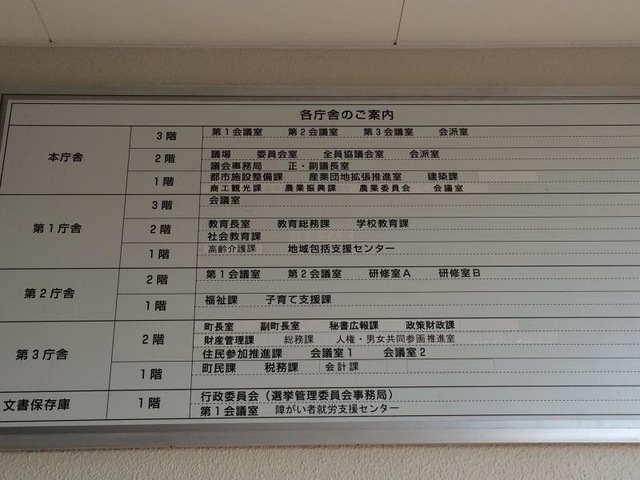 各庁舎のご案内
本庁舎
3階 第1会議室 第2会議室 第3会議室 会派室
2階 議場 委員会室 全員協議会室 会派室
議会事務局 正・副議長室
1階 都市施設整備課 産業団地拡張推進室 建築課
商工観光課 農業振興課 農業委員会 会議室
第1庁舎
3階 会議室
2階 教育長室 教育総務課 学校教育課
社会教育課
1階 高齢介護課 地域包括支援センター
第2庁舎
2階 第1会議室 第2会議室 研修室A 研修室B
1階 福祉課 子育て支援課
第3庁舎
2階 町長室 副町長室 秘書広報課 政策財政課
財産管理課 総務課 人権・男女共同参画推進室
住民参加推進課 会議室1 会議室2
1階 町民課 税務課 会計課
文書保存庫
1階 行政委員会(選挙管理委員会事務局)
第1会議室 障がい者就労支援センター